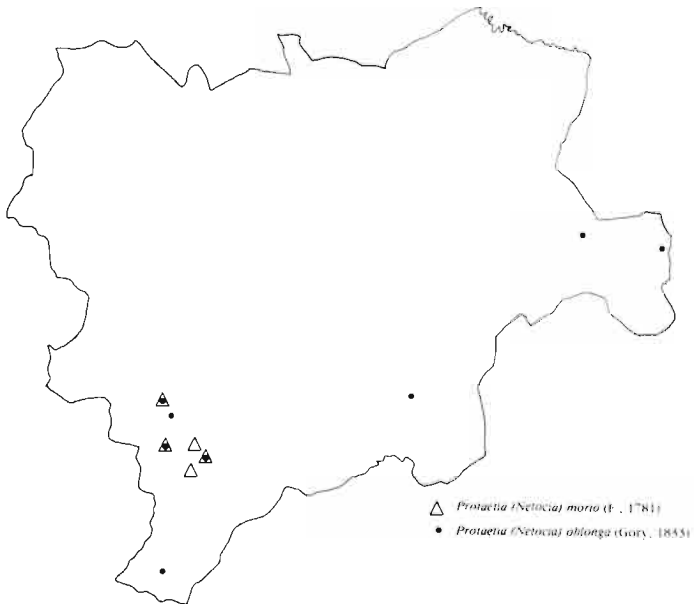 Protaetia (Netocia) morio (F., 1781)
Protaetia (Netocia) oblonga (Gory, 1833)